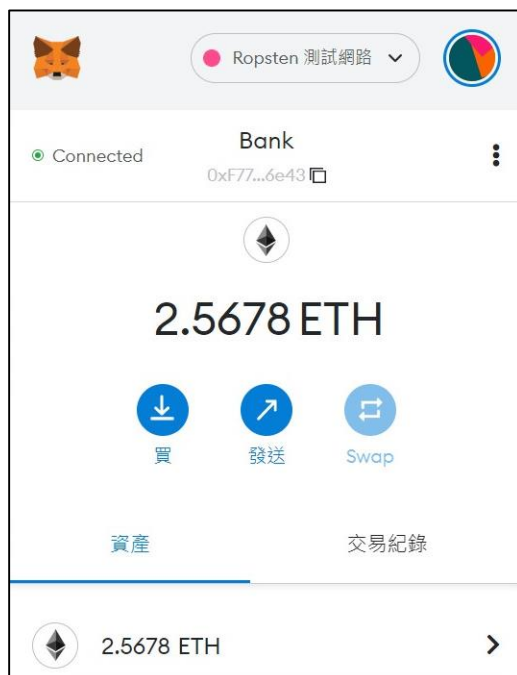 Ropsten 測試網路
Connected
Bank
0xF77...6e43
2.5678 ETH
買
發送
Swap
資產
交易紀錄
2.5678 ETH